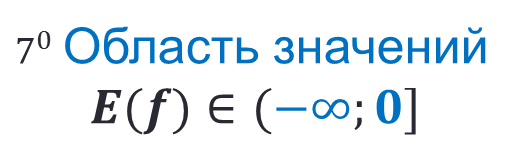 7⁰ Область значений
E(f) ∈ (−∞; 0]